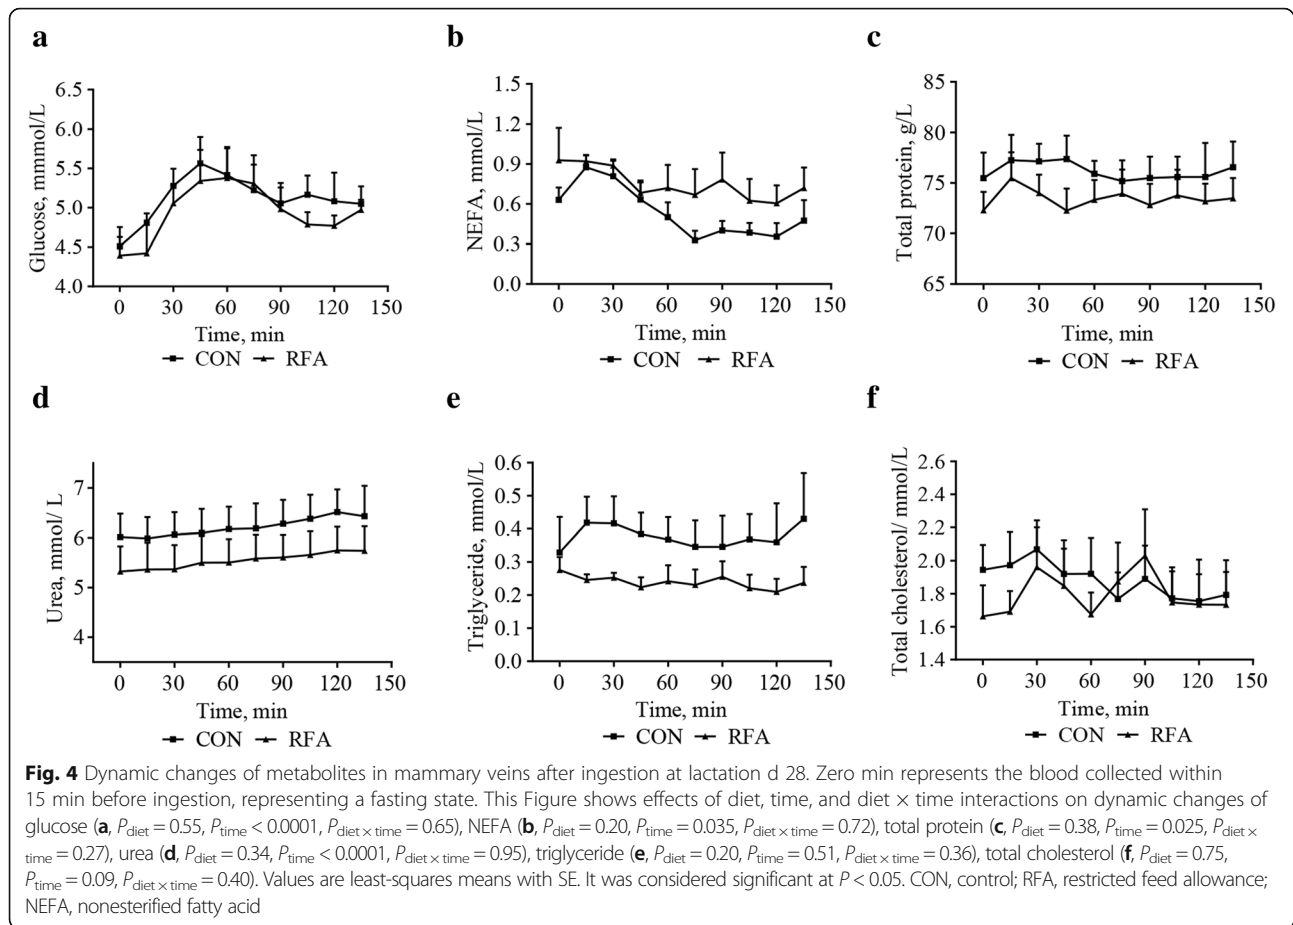 a
b
c
Glucose, mmmol/L
6.5
6.0
5.5
5.0
4.5
4.0
0 30 60 90 120 150
Time, min
CON RFA
NEFA, mmol/L
1.5
1.2
0.9
0.6
0.3
0.0
0 30 60 90 120 150
Time, min
CON RFA
Total protein, g/L
85
80
75
70
65
0 30 60 90 120 150
Time, min
CON RFA
d
e
f
Urea, mmol/ L
7
6
5
4
0 30 60 90 120 150
Time, min
CON RFA
Triglyceride, mmol/L
0.6
0.5
0.4
0.3
0.2
0.1
0.0
0 30 60 90 120 150
Time, min
CON RFA
Total cholesterol/ mmol/L
2.6
2.4
2.2
2.0
1.8
1.6
1.4
0 30 60 90 120 150
Time, min
CON RFA
Fig. 4 Dynamic changes of metabolites in mammary veins after ingestion at lactation d 28. Zero min represents the blood collected within
15 min before ingestion, representing a fasting state. This Figure shows effects of diet, time, and diet × time interactions on dynamic changes of
glucose (a, Pdiet = 0.55, Ptime < 0.0001, Pdiet × time = 0.65), NEFA (b, Pdiet = 0.20, Ptime = 0.035, Pdiet × time = 0.72), total protein (c, Pdiet = 0.38, Ptime = 0.025, Pdiet ×
time = 0.27), urea (d, Pdiet = 0.34, Ptime < 0.0001, Pdiet × time = 0.95), triglyceride (e, Pdiet = 0.20, Ptime = 0.51, Pdiet × time = 0.36), total cholesterol (f, Pdiet = 0.75,
Ptime = 0.09, Pdiet × time = 0.40). Values are least-squares means with SE. It was considered significant at P < 0.05. CON, control; RFA, restricted feed allowance;
NEFA, nonesterified fatty acid